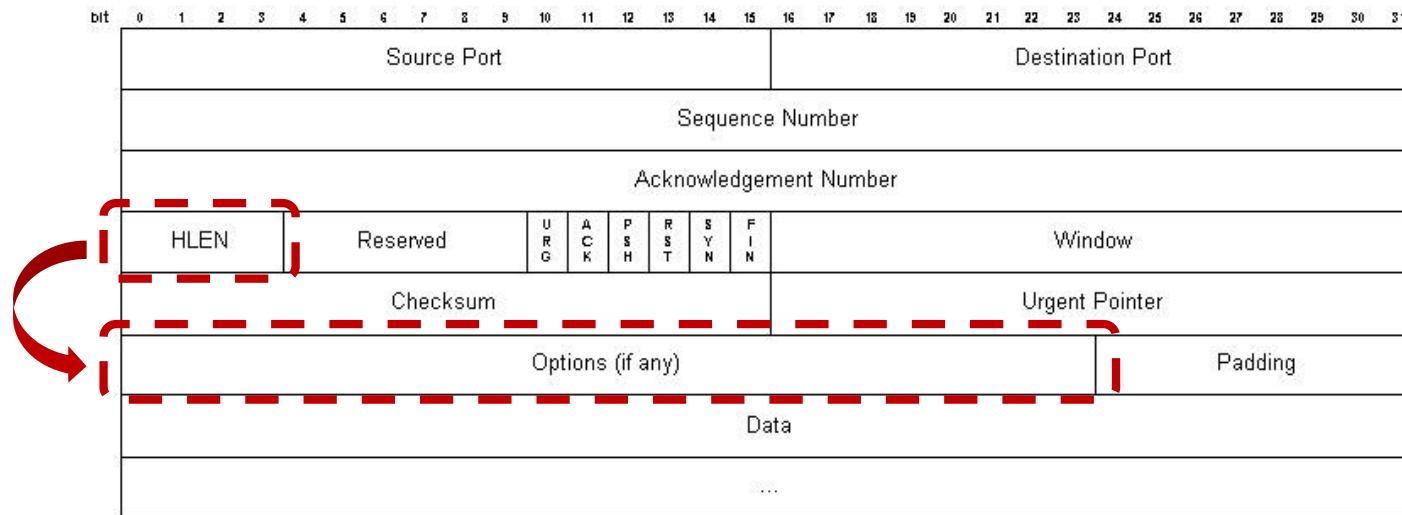 bit 0 1 2 3 4 5 6 7 8 9 10 11 12 13 14 15 16 17 18 19 20 21 22 23 24 25 26 27 28 29 30 31
Source Port Destination Port
Sequence Number
Acknowledgement Number
HLEN Reserved URG ACK PSH RST SYN FIN Window
Checksum Urgent Pointer
Options (if any) Padding
Data
...